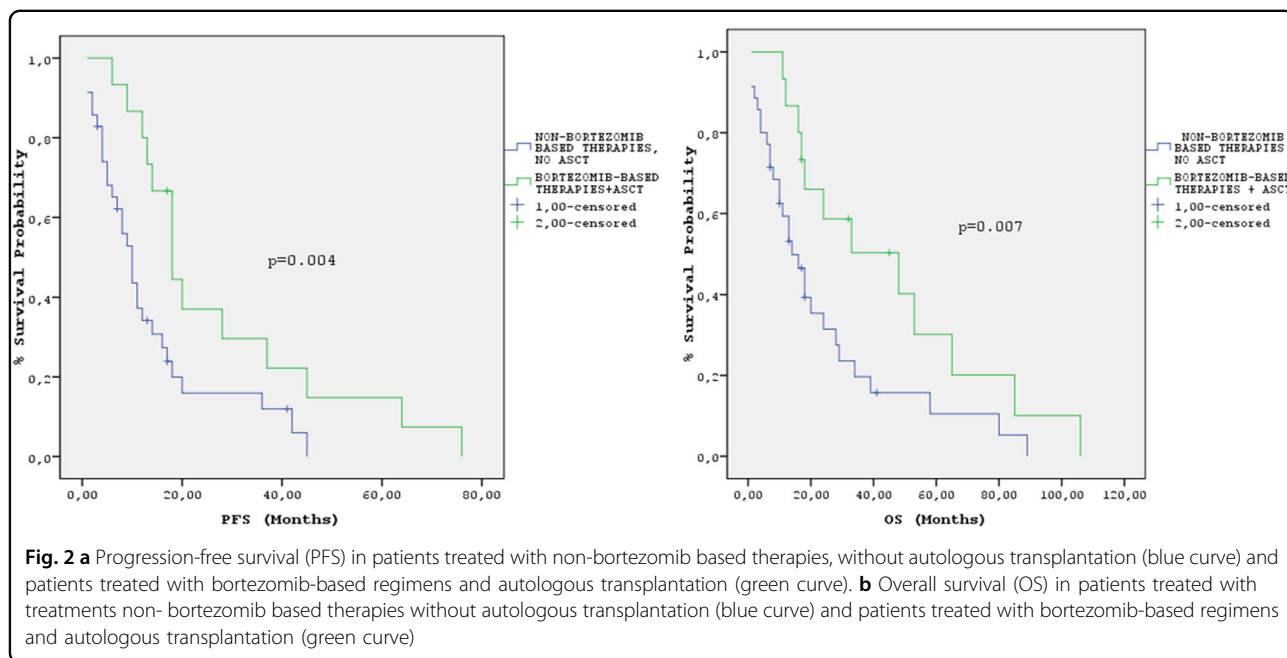 1,0
0,8
0,6
0,4
0,2
0,0
% Survival Probability
0,00 20,00 40,00 60,00 80,00
PFS (Months)
p=0.004
NON-BORTEZOMIB
BASED THERAPIES,
NO ASCT
BORTEZOMIB-BASED
THERAPIES+ASCT
1,00-censored
2,00-censored
1,0
0,8
0,6
0,4
0,2
0,0
% Survival Probability
0,00 20,00 40,00 60,00 80,00 100,00 120,00
OS (Months)
p=0.007
NON-BORTEZOMIB
BASED THERAPIES
NO ASCT
BORTEZOMIB-BASED
THERAPIES + ASCT
1,00-censored
2,00-censored
Fig. 2 a Progression-free survival (PFS) in patients treated with non-bortezomib based therapies, without autologous transplantation (blue curve) and
patients treated with bortezomib-based regimens and autologous transplantation (green curve). b Overall survival (OS) in patients treated with
treatments non- bortezomib based therapies without autologous transplantation (blue curve) and patients treated with bortezomib-based regimens
and autologous transplantation (green curve)